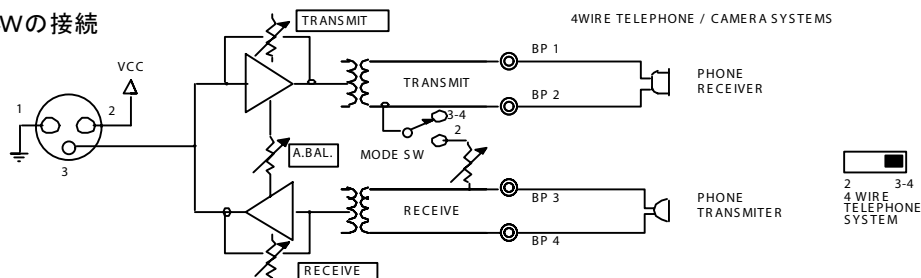 Wの接続
TRANSMIT
4WIRE TELEPHONE / CAMERA SYSTEMS
VCC
1
2
3
TRANSMIT
BP 1
BP 2
PHONE
RECEIVER
3-4
2
A.BAL.
MODE SW
RECEIVE
BP 3
BP 4
PHONE
TRANSMITER
2 3-4
4 WIRE
TELEPHONE
SYSTEM
RECEIVE